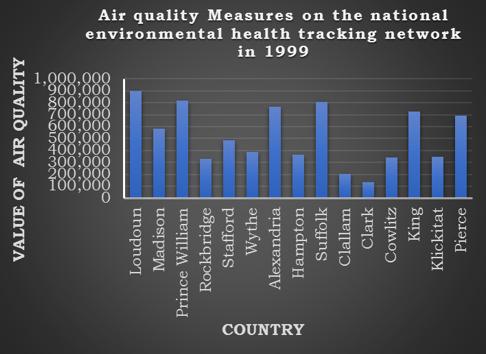 Air quality Measures on the national
environmental health tracking network
in 1999
VALUE OF AIR QUALITY
1,000,000
900,000
800,000
700,000
600,000
500,000
400,000
300,000
200,000
100,000
0
Loudoun
Madison
Prince William
Rockbridge
Stafford
Wythe
Alexandria
Hampton
Suffolk
Clallam
Clark
Cowlitz
King
Klickitat
Pierce
COUNTRY